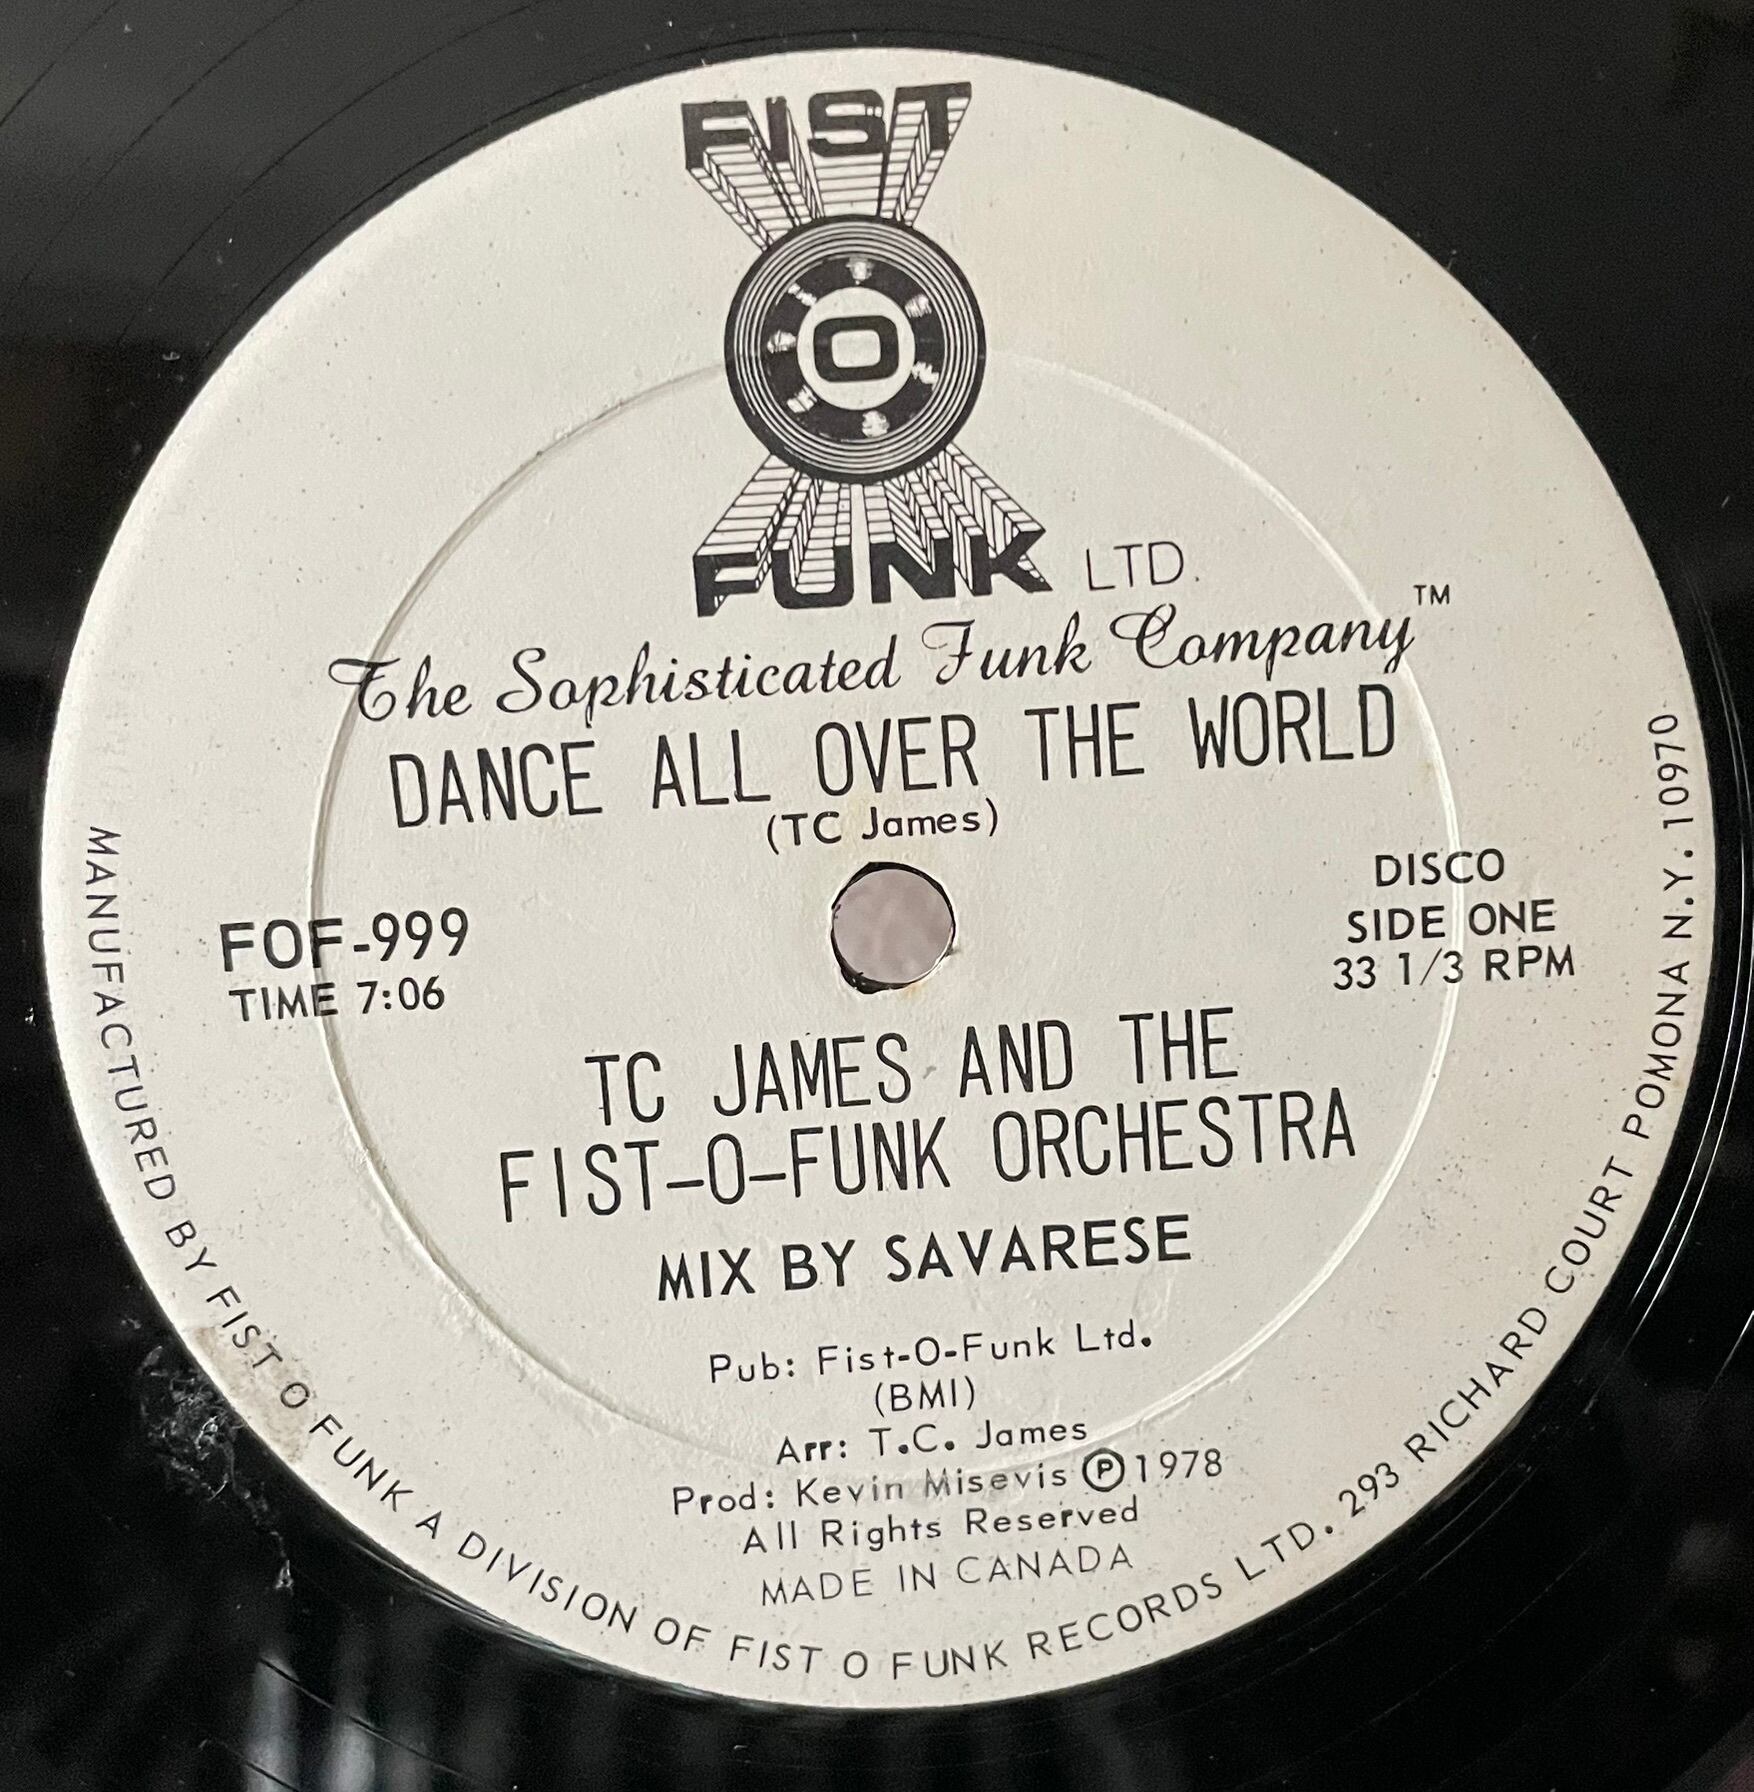 FIST
O
FUNK LTD.
The Sophisticated Funk Company™
DANCE ALL OVER THE WORLD
(TC James)
FOF-999
TIME 7:06
DISCO
SIDE ONE
33 1/3 RPM
TC JAMES AND THE
FIST-O-FUNK ORCHESTRA
MIX BY SAVARESE
Pub: Fist-O-Funk Ltd.
(BMI)
Arr: T.C. James
Prod: Kevin Misevis ℗1978
All Rights Reserved
MADE IN CANADA
MANUFACTURED BY FIST O FUNK A DIVISION OF FIST O FUNK RECORDS LTD. 293 RICHARD COURT POMONA N.Y. 10970